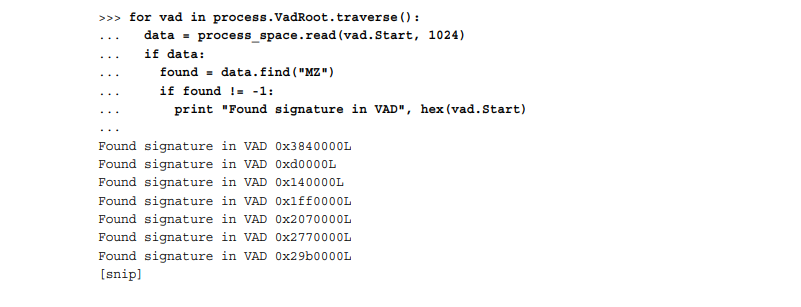 >>> for vad in process.VadRoot.traverse():
...   data = process_space.read(vad.Start, 1024)
...   if data:
...     found = data.find("MZ")
...     if found != -1:
...       print "Found signature in VAD", hex(vad.Start)
...
Found signature in VAD 0x3840000L
Found signature in VAD 0xd0000L
Found signature in VAD 0x140000L
Found signature in VAD 0x1ff0000L
Found signature in VAD 0x2070000L
Found signature in VAD 0x2770000L
Found signature in VAD 0x29b0000L
[snip]